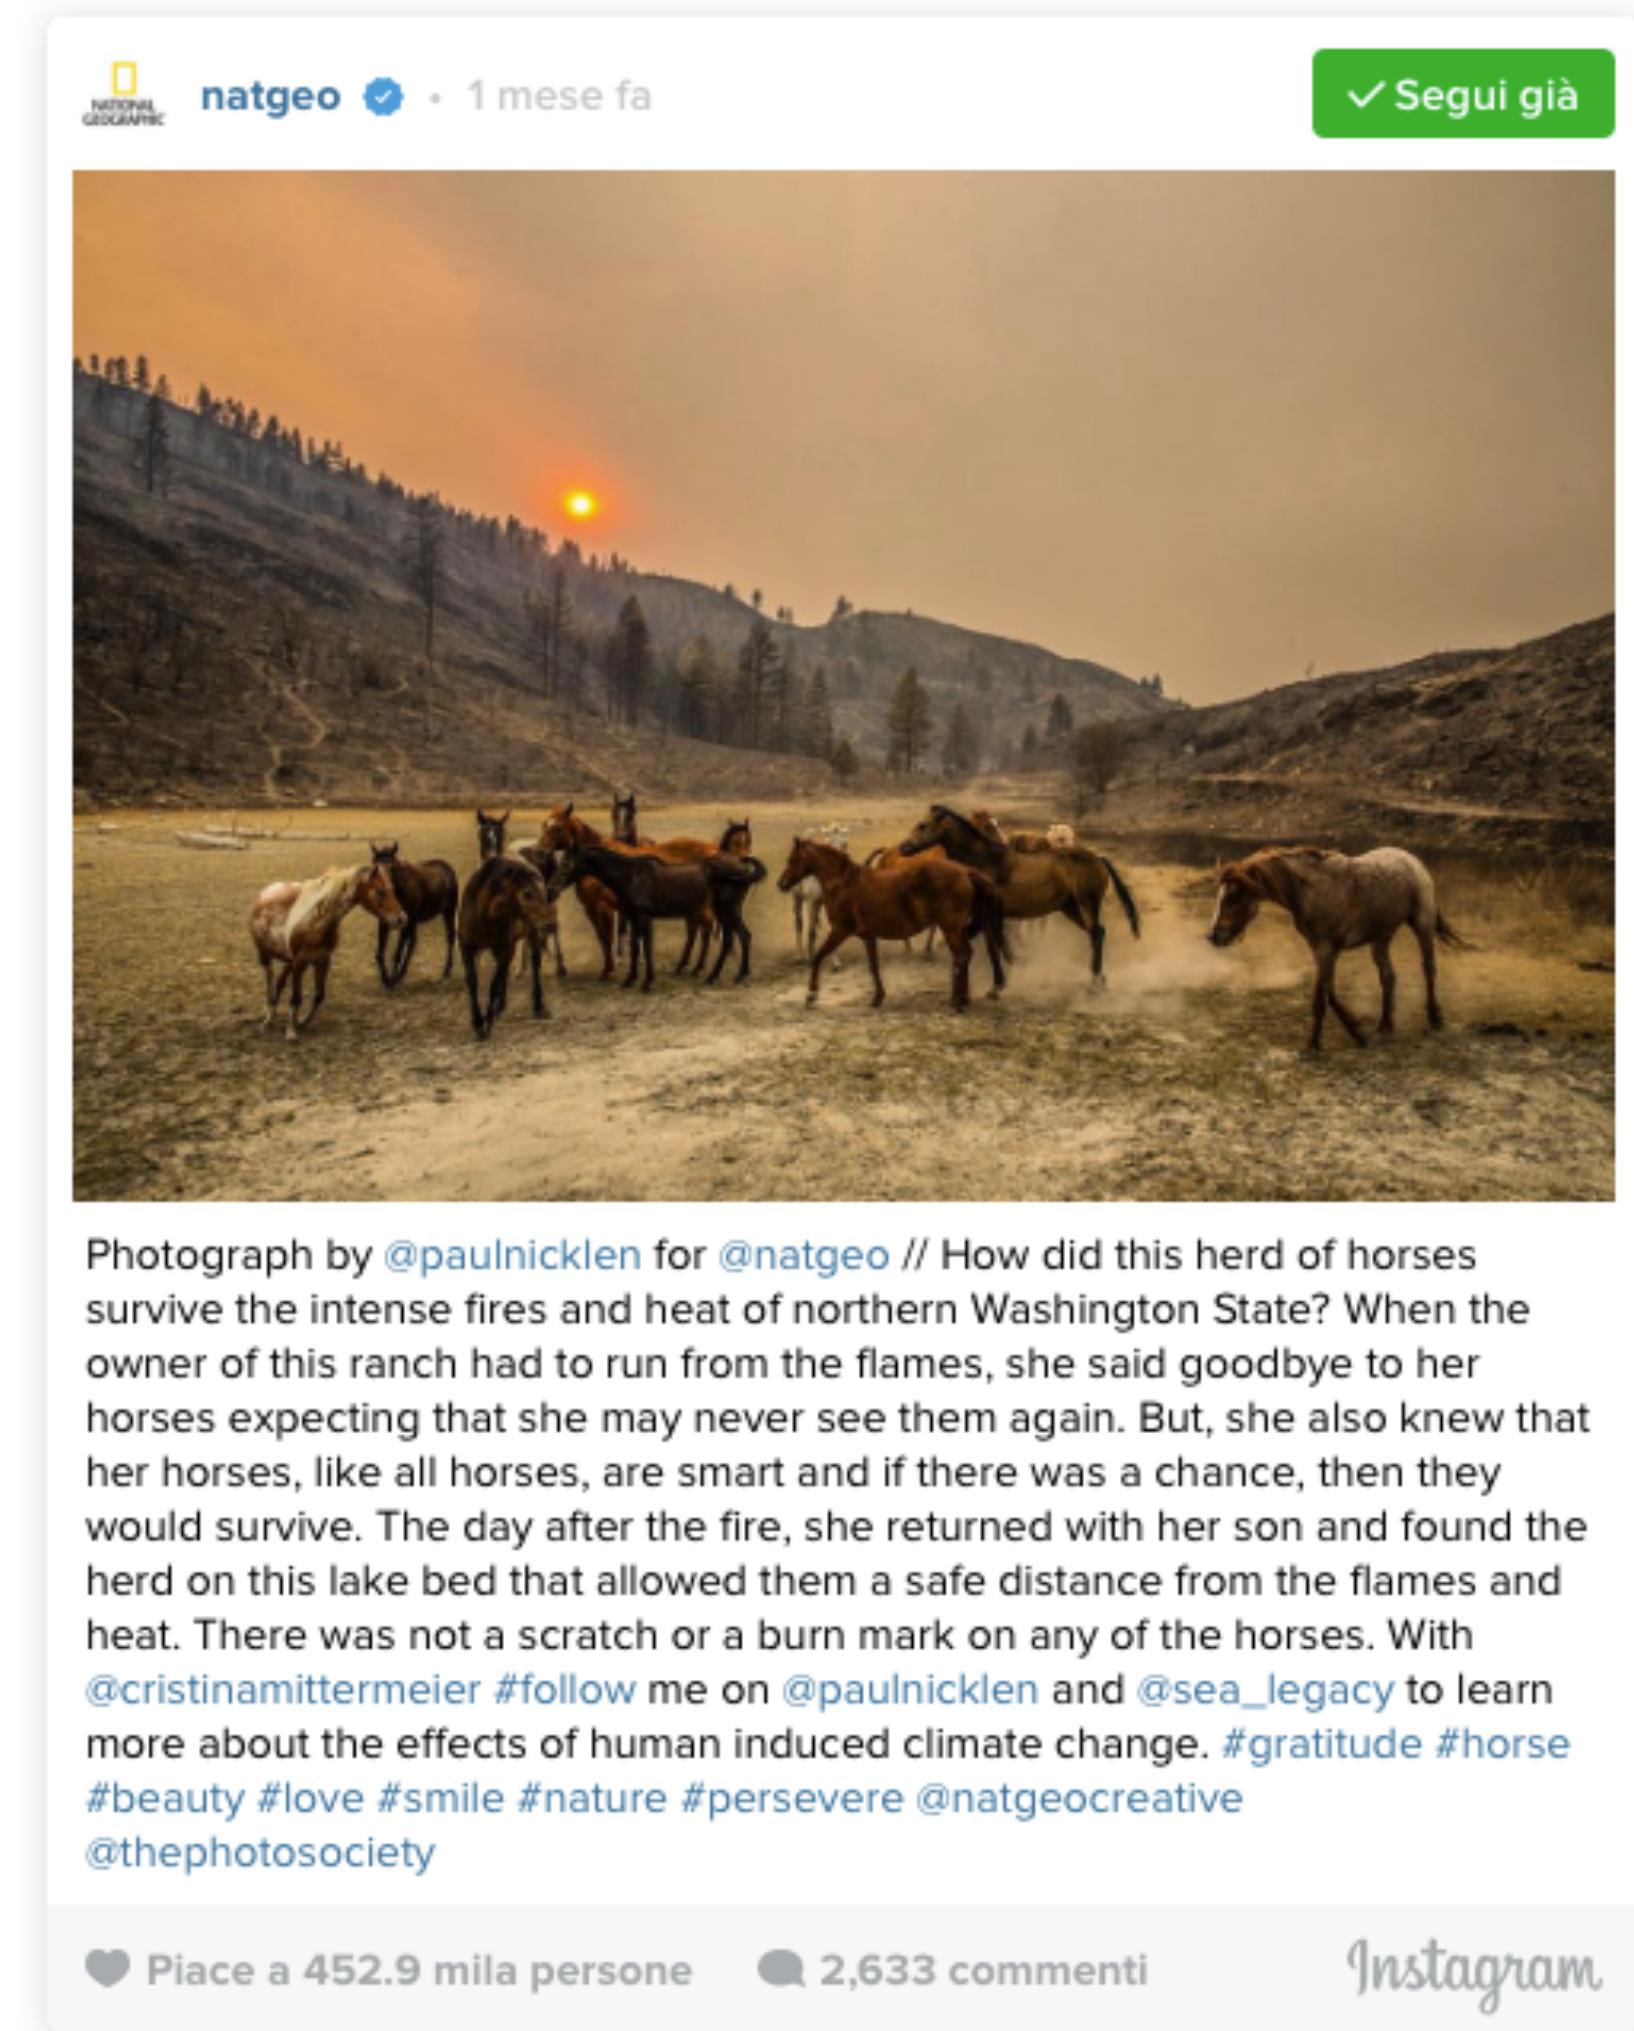 NATIONAL
GEOGRAPHIC
natgeo • 1 mese fa
Segui già
Photograph by @paulnicklen for @natgeo // How did this herd of horses
survive the intense fires and heat of northern Washington State? When the
owner of this ranch had to run from the flames, she said goodbye to her
horses expecting that she may never see them again. But, she also knew that
her horses, like all horses, are smart and if there was a chance, then they
would survive. The day after the fire, she returned with her son and found the
herd on this lake bed that allowed them a safe distance from the flames and
heat. There was not a scratch or a burn mark on any of the horses. With
@cristinamittermeier #follow me on @paulnicklen and @sea_legacy to learn
more about the effects of human induced climate change. #gratitude #horse
#beauty #love #smile #nature #persevere @natgeocreative
@thephotosociety
Piace a 452.9 mila persone 2,633 commenti Instagram